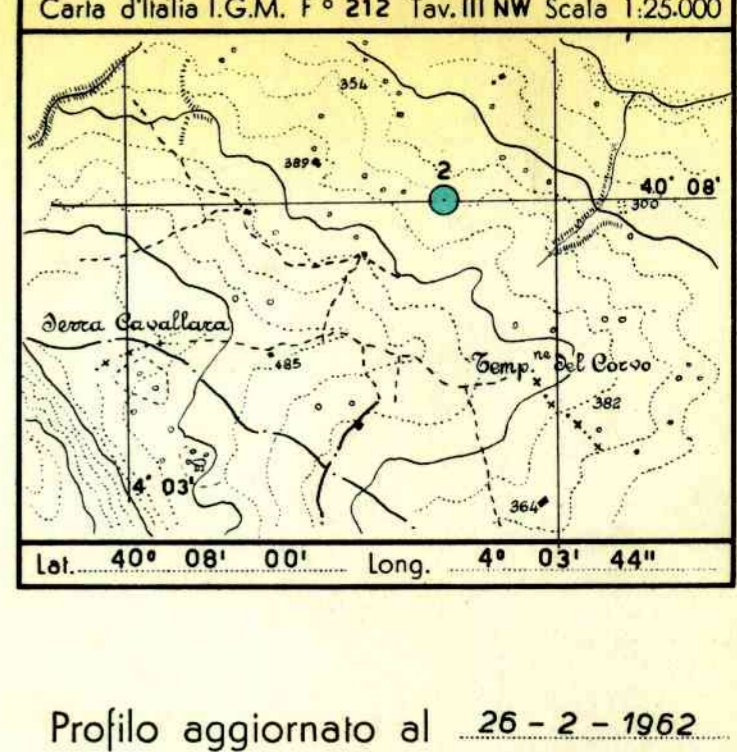 Carta d'Italia I.G.M. F° 212 Tav. III NW Scala 1:25.000
354
389
2
40° 08'
300
Serra Cavallara
485
Temp.ne del Corvo
382
4° 03'
364
Lat. 40° 08' 00' Long. 4° 03' 44"
Profilo aggiornato al 26 - 2 - 1962